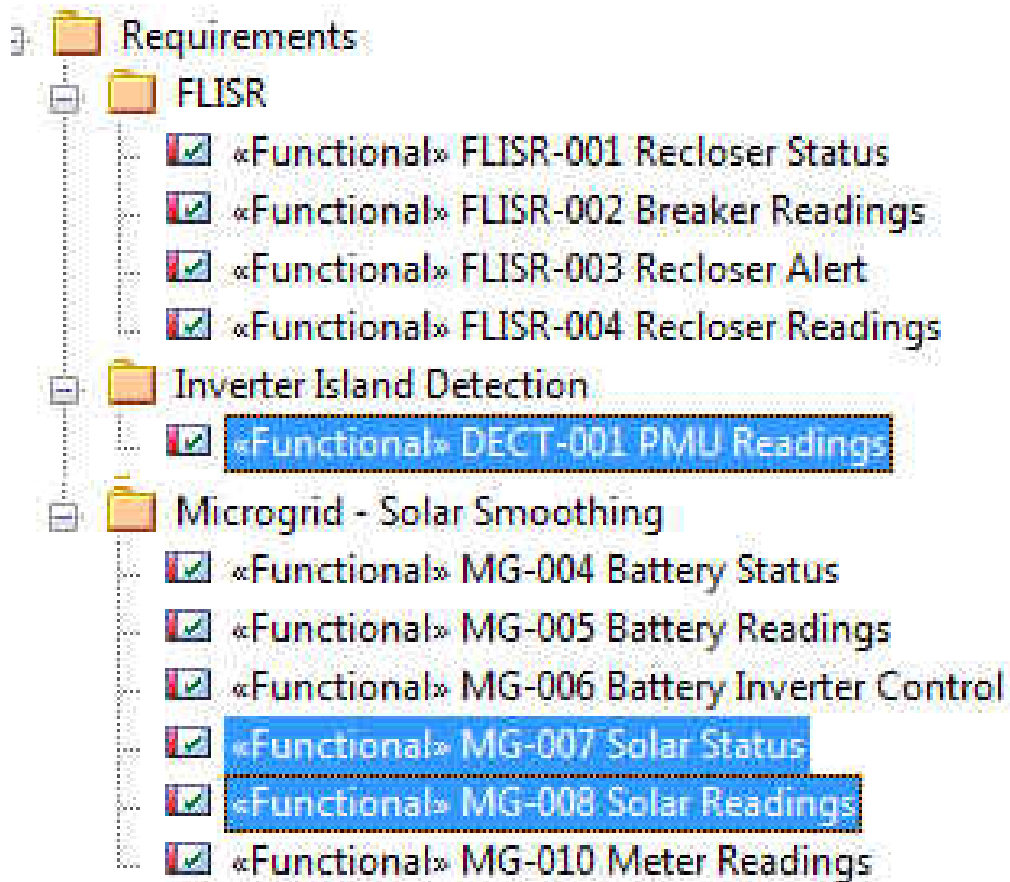 Requirements
FLISR
«Functional» FLISR-001 Recloser Status
«Functional» FLISR-002 Breaker Readings
«Functional» FLISR-003 Recloser Alert
«Functional» FLISR-004 Recloser Readings
Inverter Island Detection
«Functional» DECT-001 PMU Readings
Microgrid - Solar Smoothing
«Functional» MG-004 Battery Status
«Functional» MG-005 Battery Readings
«Functional» MG-006 Battery Inverter Control
«Functional» MG-007 Solar Status
«Functional» MG-008 Solar Readings
«Functional» MG-010 Meter Readings